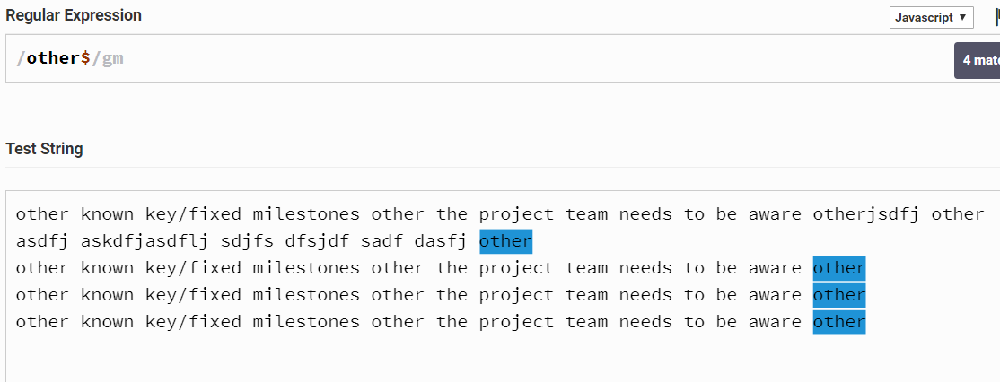 Regular Expression
Javascript ▼
/other$/gm
4 mat
Test String
other known key/fixed milestones other the project team needs to be aware otherjsdfj other
asdfj askdfjasdflj sdjfs dfsjdf sadf dasfj other
other known key/fixed milestones other the project team needs to be aware other
other known key/fixed milestones other the project team needs to be aware other
other known key/fixed milestones other the project team needs to be aware other